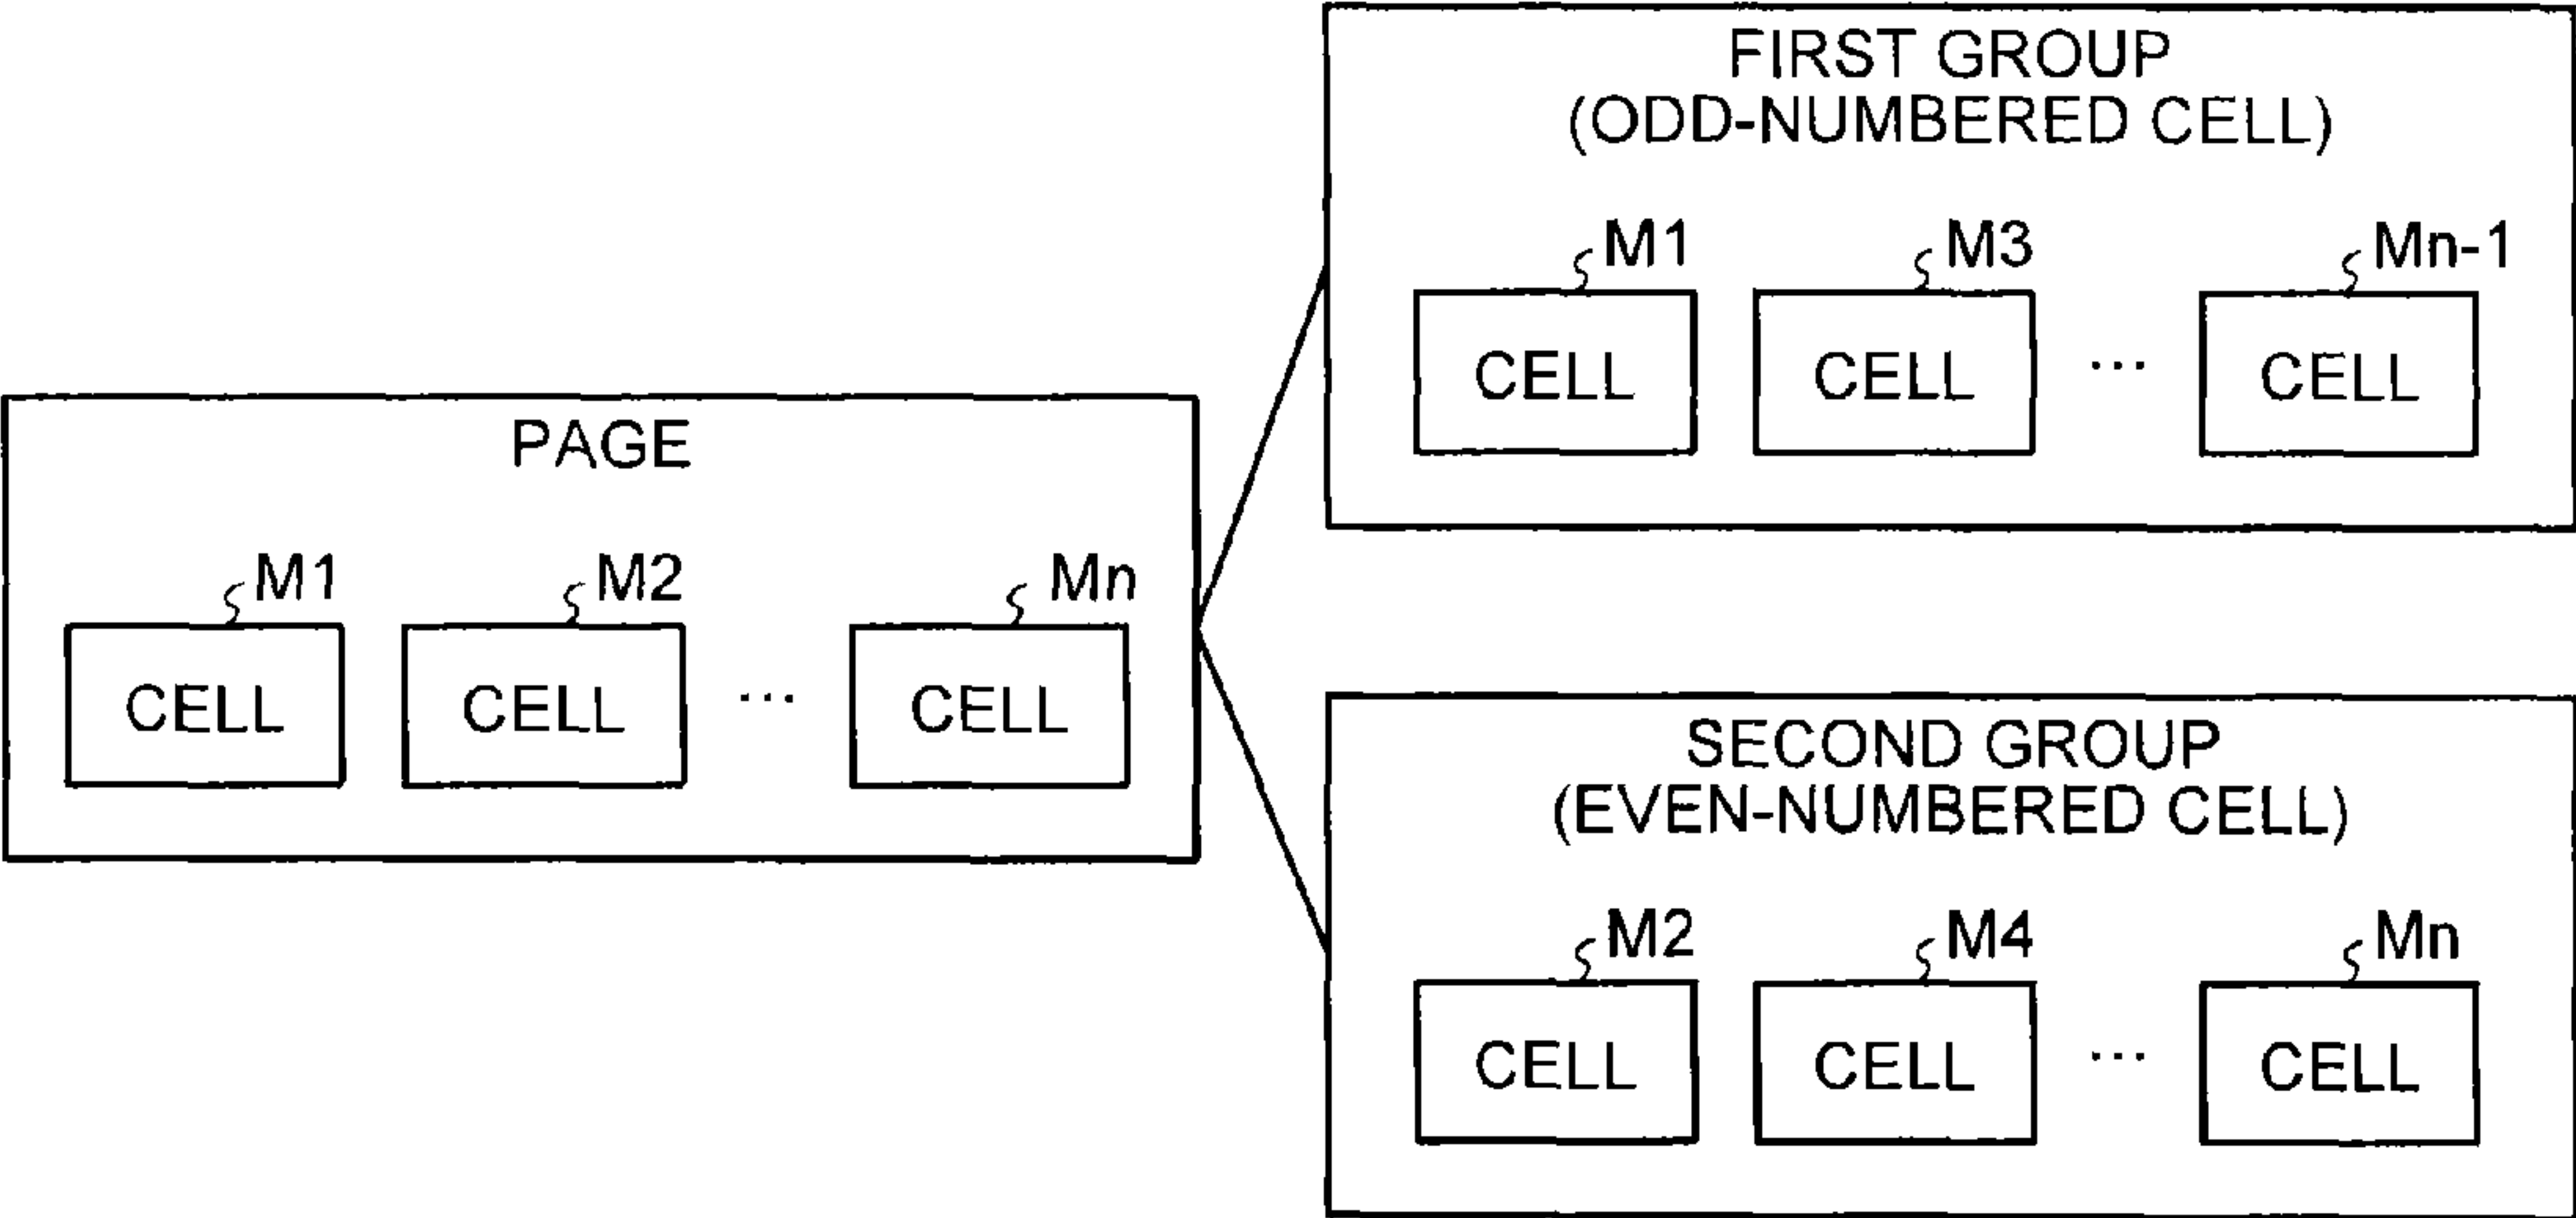 PAGE
M1 M2 Mn
CELL CELL ... CELL
FIRST GROUP
(ODD-NUMBERED CELL)
M1 M3 Mn-1
CELL CELL ... CELL
SECOND GROUP
(EVEN-NUMBERED CELL)
M2 M4 Mn
CELL CELL ... CELL